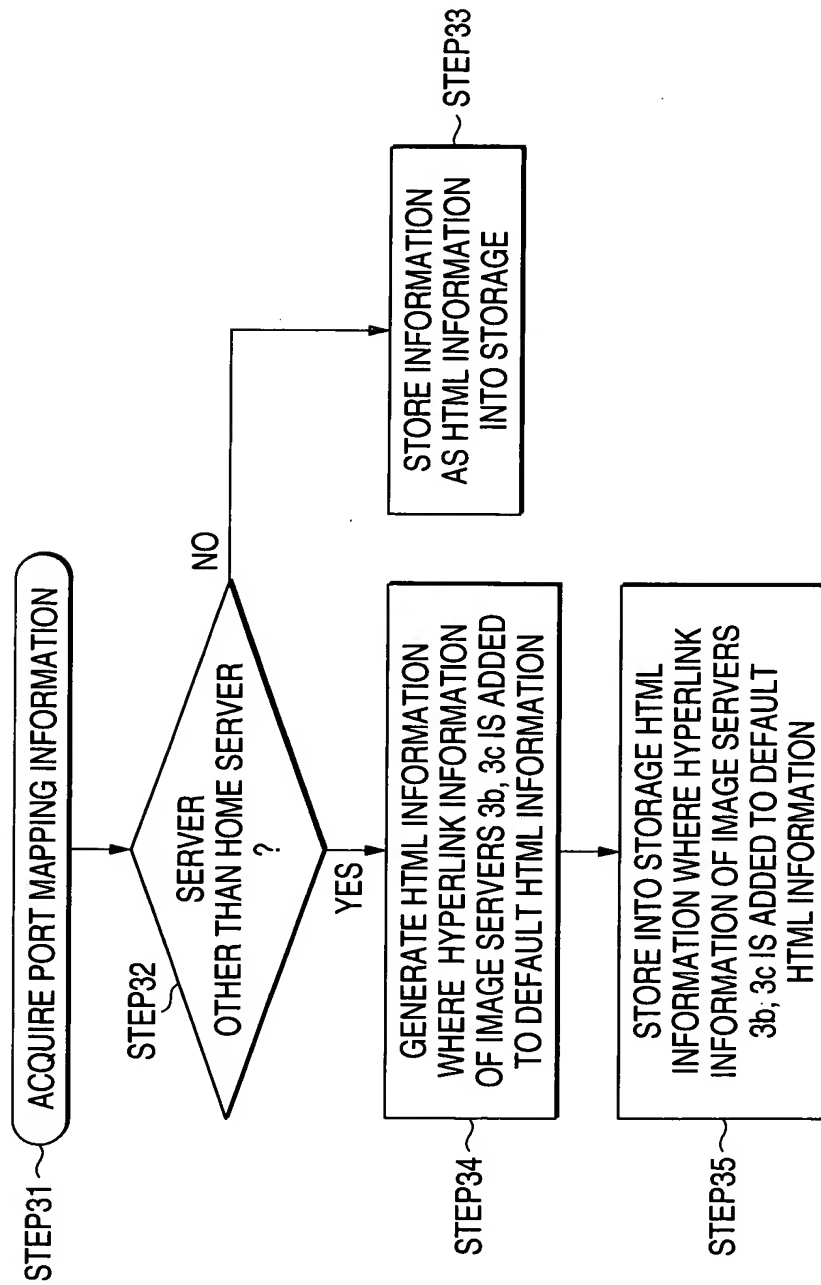 STEP31
ACQUIRE PORT MAPPING INFORMATION
STEP32
SERVER
OTHER THAN HOME SERVER
?
NO
YES
STORE INFORMATION
AS HTML INFORMATION
INTO STORAGE
STEP33
GENERATE HTML INFORMATION
WHERE HYPERLINK INFORMATION
OF IMAGE SERVERS 3b, 3c IS ADDED
TO DEFAULT HTML INFORMATION
STEP34
STORE INTO STORAGE HTML
INFORMATION WHERE HYPERLINK
INFORMATION OF IMAGE SERVERS
3b, 3c IS ADDED TO DEFAULT
HTML INFORMATION
STEP35